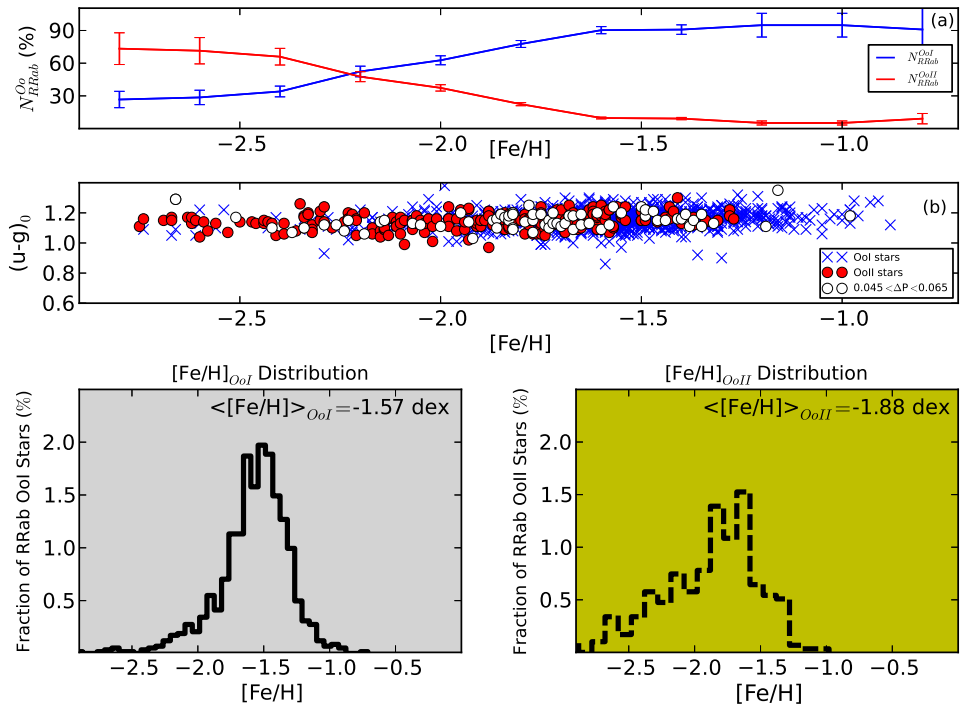 (a)
90
60
30
N_{RRab}^{Oo} (%)
N_{RRab}^{OoI}
N_{RRab}^{OoII}
−2.5 −2.0 −1.5 −1.0
[Fe/H]
(b)
1.2
1.0
0.8
0.6
(u-g)_0
OoI stars
OoII stars
0.045 <ΔP <0.065
−2.5 −2.0 −1.5 −1.0
[Fe/H]
[Fe/H]_{OoI} Distribution
<[Fe/H]>_{OoI}=-1.57 dex
2.0
1.5
1.0
0.5
Fraction of RRab OoI Stars (%)
−2.5 −2.0 −1.5 −1.0 −0.5
[Fe/H]
[Fe/H]_{OoII} Distribution
<[Fe/H]>_{OoII}=-1.88 dex
2.0
1.5
1.0
0.5
Fraction of RRab OoII Stars (%)
−2.5 −2.0 −1.5 −1.0 −0.5
[Fe/H]